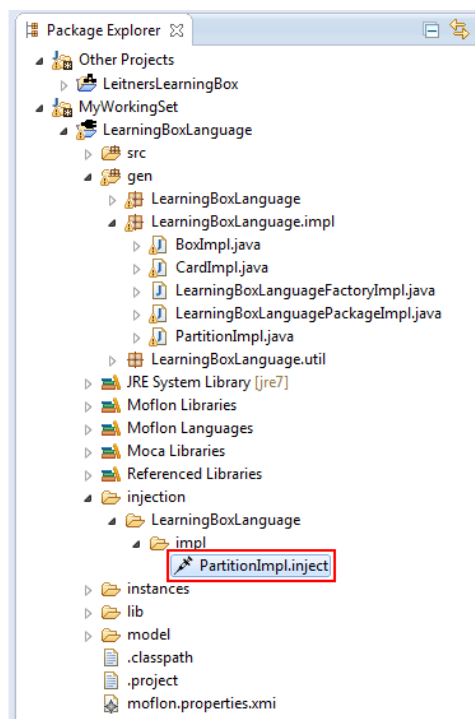 Package Explorer
Other Projects
LeitnersLearningBox
MyWorkingSet
LearningBoxLanguage
src
gen
LearningBoxLanguage
LearningBoxLanguage.impl
BoxImpl.java
CardImpl.java
LearningBoxLanguageFactoryImpl.java
LearningBoxLanguagePackageImpl.java
PartitionImpl.java
LearningBoxLanguage.util
JRE System Library [jre7]
Moflon Libraries
Moflon Languages
Moca Libraries
Referenced Libraries
injection
LearningBoxLanguage
impl
PartitionImpl.inject
instances
lib
model
.classpath
.project
moflon.properties.xmi